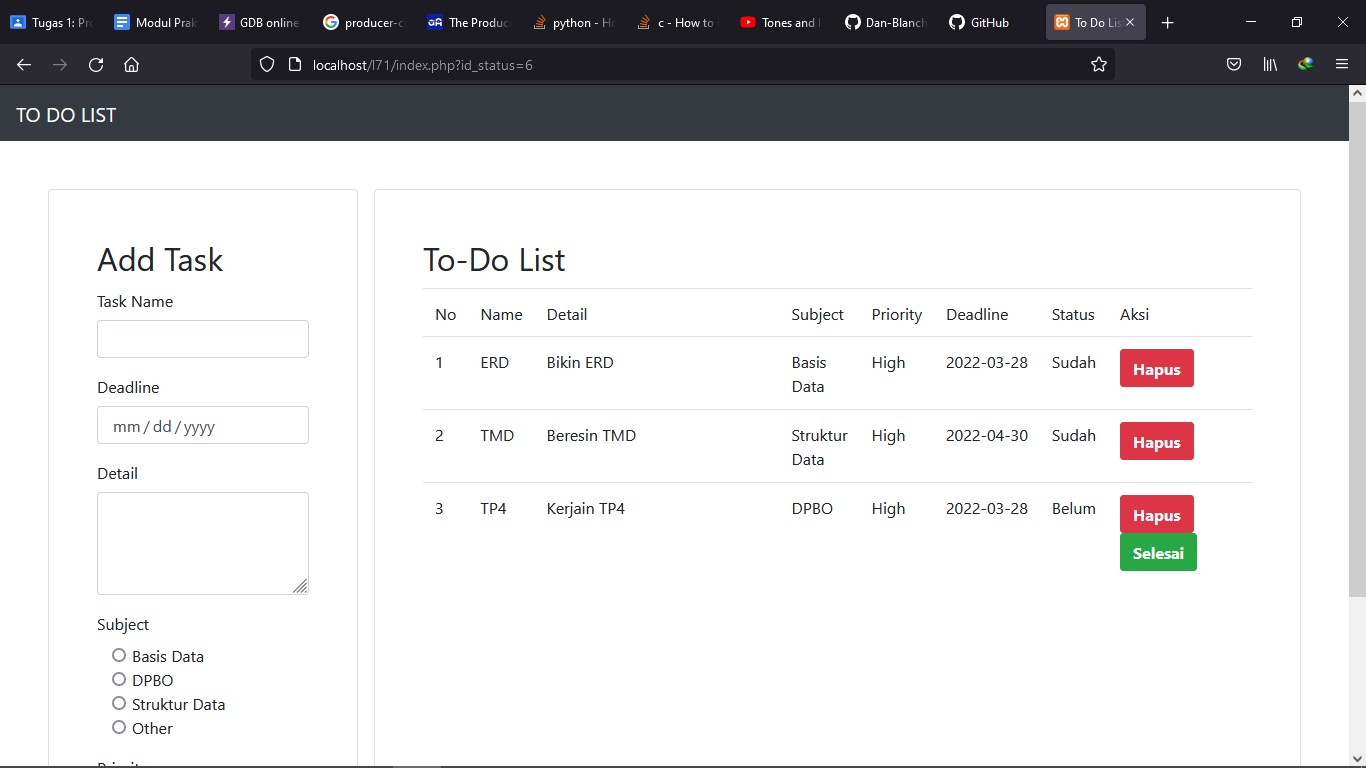 Tugas 1: Pr
Modul Prak
GDB online
producer-c
The Produc
python - Ho
c - How to i
Tones and I
Dan-Blanch
GitHub
To Do Lis
localhost/l71/index.php?id_status=6
TO DO LIST
Add Task
Task Name
Deadline
mm / dd / yyyy
Detail
Subject
Basis Data
DPBO
Struktur Data
Other
To-Do List
No Name Detail Subject Priority Deadline Status Aksi
1 ERD Bikin ERD Basis Data High 2022-03-28 Sudah Hapus
2 TMD Beresin TMD Struktur Data High 2022-04-30 Sudah Hapus
3 TP4 Kerjain TP4 DPBO High 2022-03-28 Belum Hapus
Selesai